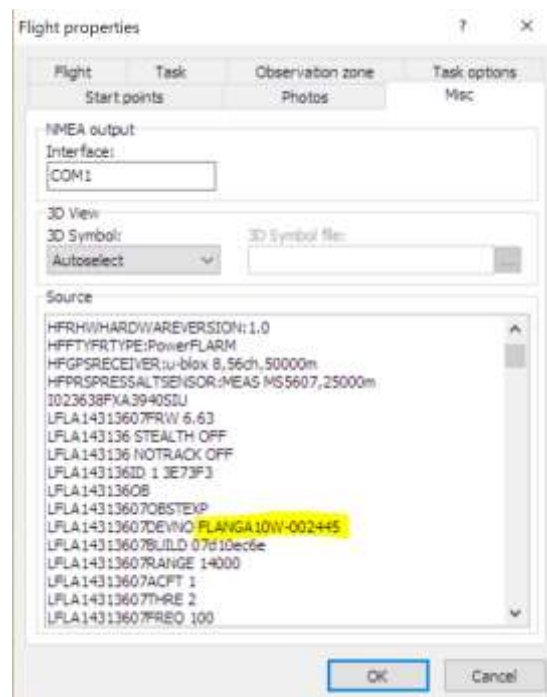 Flight properties ? ×
Flight Task Observation zone Task options
Start points Photos Misc
NMEA output
Interface:
COM1
3D View
3D Symbol: 3D Symbol file:
Autoselect ...
Source
HFRHWHARDWAREVERSION:1.0
HFFTYFRTYPE:PowerFLARM
HFGPSRECEIVER:u-blox 8,56ch,50000m
HFPRSPRESSALTSENSOR:MEAS MS5607,25000m
I023638FXA3940SIU
LFLA14313607FRW 6.63
LFLA143136 STEALTH OFF
LFLA143136 NOTRACK OFF
LFLA143136ID 1 3E73F3
LFLA143136OB
LFLA14313607OBSTEXP
LFLA14313607DEVNO FLANGA10W-002445
LFLA14313607BUILD 07d10ec6e
LFLA14313607RANGE 14000
LFLA14313607ACFT 1
LFLA14313607THRE 2
LFLA14313607FREQ 100
OK Cancel